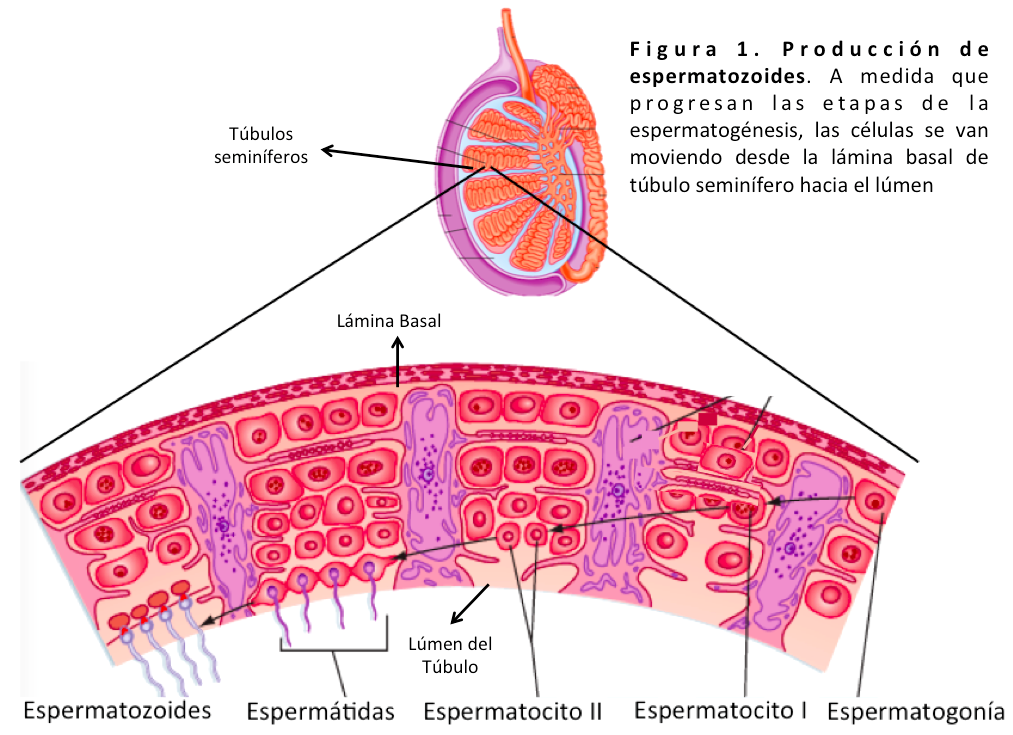 Figura 1. Producción de
espermatozoides. A medida que
progresan las etapas de la
espermatogénesis, las células se van
moviendo desde la lámina basal de
túbulo seminífero hacia el lúmen
Túbulos
seminíferos
Lámina Basal
Lúmen del
Túbulo
Espermatozoides
Espermátidas
Espermatocito II
Espermatocito I
Espermatogonía